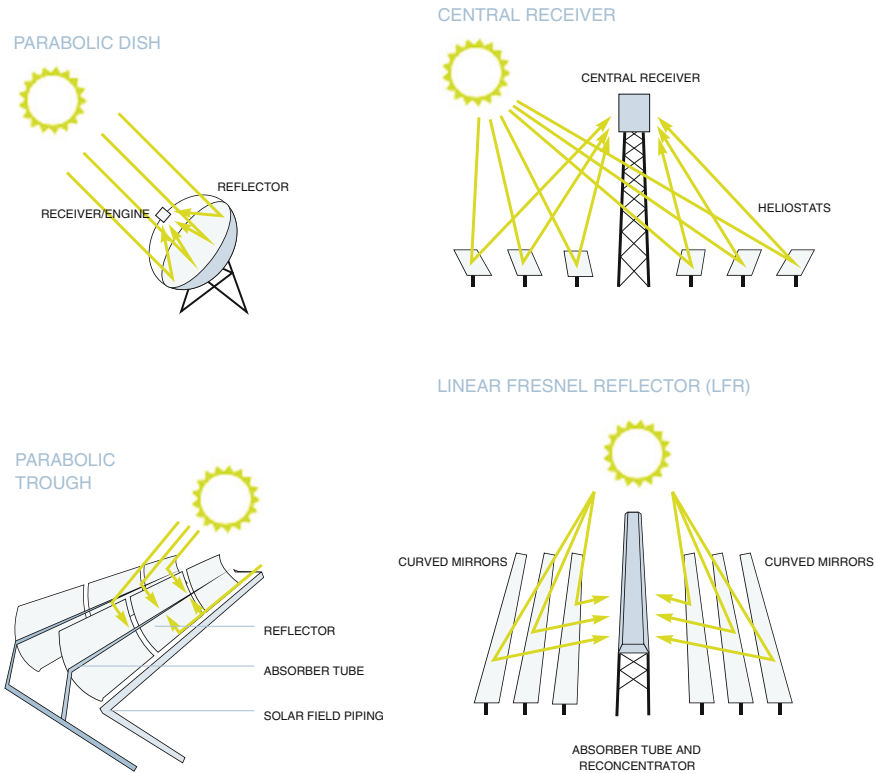 PARABOLIC DISH
RECEIVER/ENGINE
REFLECTOR
CENTRAL RECEIVER
CENTRAL RECEIVER
HELIOSTATS
PARABOLIC
TROUGH
REFLECTOR
ABSORBER TUBE
SOLAR FIELD PIPING
LINEAR FRESNEL REFLECTOR (LFR)
CURVED MIRRORS
CURVED MIRRORS
ABSORBER TUBE AND
RECONCENTRATOR